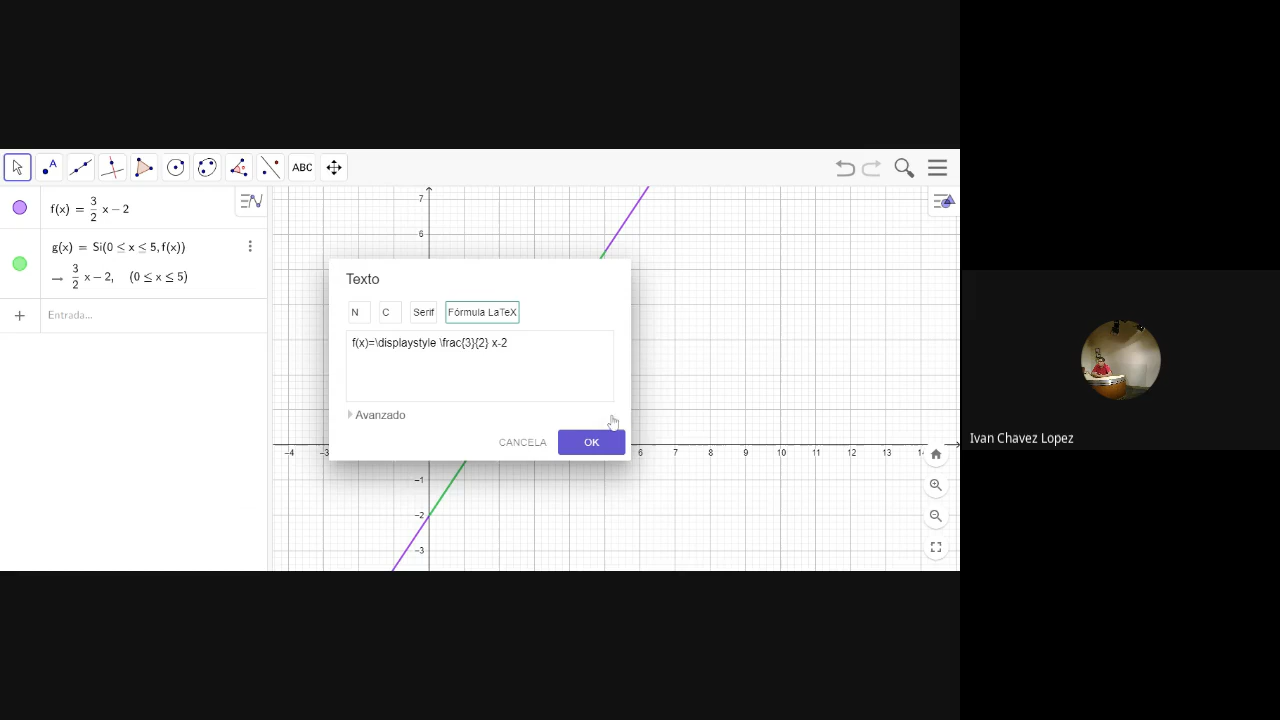 ABC
f(x) = 3/2 x − 2
g(x) = Si(0 ≤ x ≤ 5, f(x))
→ 3/2 x − 2, (0 ≤ x ≤ 5)
+ Entrada...
7
6
Texto
N C Serif Fórmula LaTeX
f(x)=\displaystyle \frac{3}{2} x-2
Avanzado
CANCELA OK
−4 −3 6 7 8 9 10 11 12 13
−1
−2
−3
Ivan Chavez Lopez